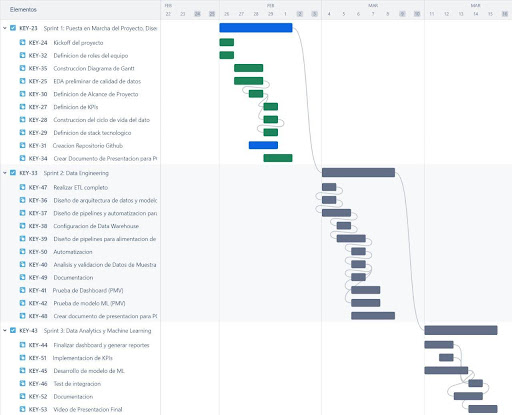 FEB FEB MAR MAR
Elementos 22 23 24 25 26 27 28 29 1 2 3 4 5 6 7 8 9 10 11 12 13 14 15 16
KEY-23 Sprint 1: Puesta en Marcha del Proyecto, Disei
KEY-24 Kickoff del proyecto
KEY-32 Definicion de roles del equipo
KEY-35 Construccion Diagrama de Gantt
KEY-25 EDA preliminar de calidad de datos
KEY-30 Definicion de Alcance de Proyecto
KEY-27 Definicion de KPIs
KEY-28 Construccion del ciclo de vida del dato
KEY-29 Definicion de stack tecnologico
KEY-31 Creacion Repositorio Github
KEY-34 Crear Documento de Presentacion para P
KEY-33 Sprint 2: Data Engineering
KEY-47 Realizar ETL completo
KEY-36 Diseño de arquitectura de datos y modelo
KEY-37 Diseño de pipelines y automatizacion para
KEY-38 Configuracion de Data Warehouse
KEY-39 Diseño de pipelines para alimentacion de
KEY-50 Automatizacion
KEY-40 Analisis y validacion de Datos de Muestra
KEY-49 Documentacion
KEY-41 Prueba de Dashboard (PMV)
KEY-42 Prueba de modelo ML (PMV)
KEY-48 Crear documento de presentacion para P
KEY-43 Sprint 3: Data Analytics y Machine Learning
KEY-44 Finalizar dashboard y generar reportes
KEY-51 Implementacion de KPIs
KEY-45 Desarrollo de modelo de ML
KEY-46 Test de integracion
KEY-52 Documentacion
KEY-53 Video de Presentacion Final